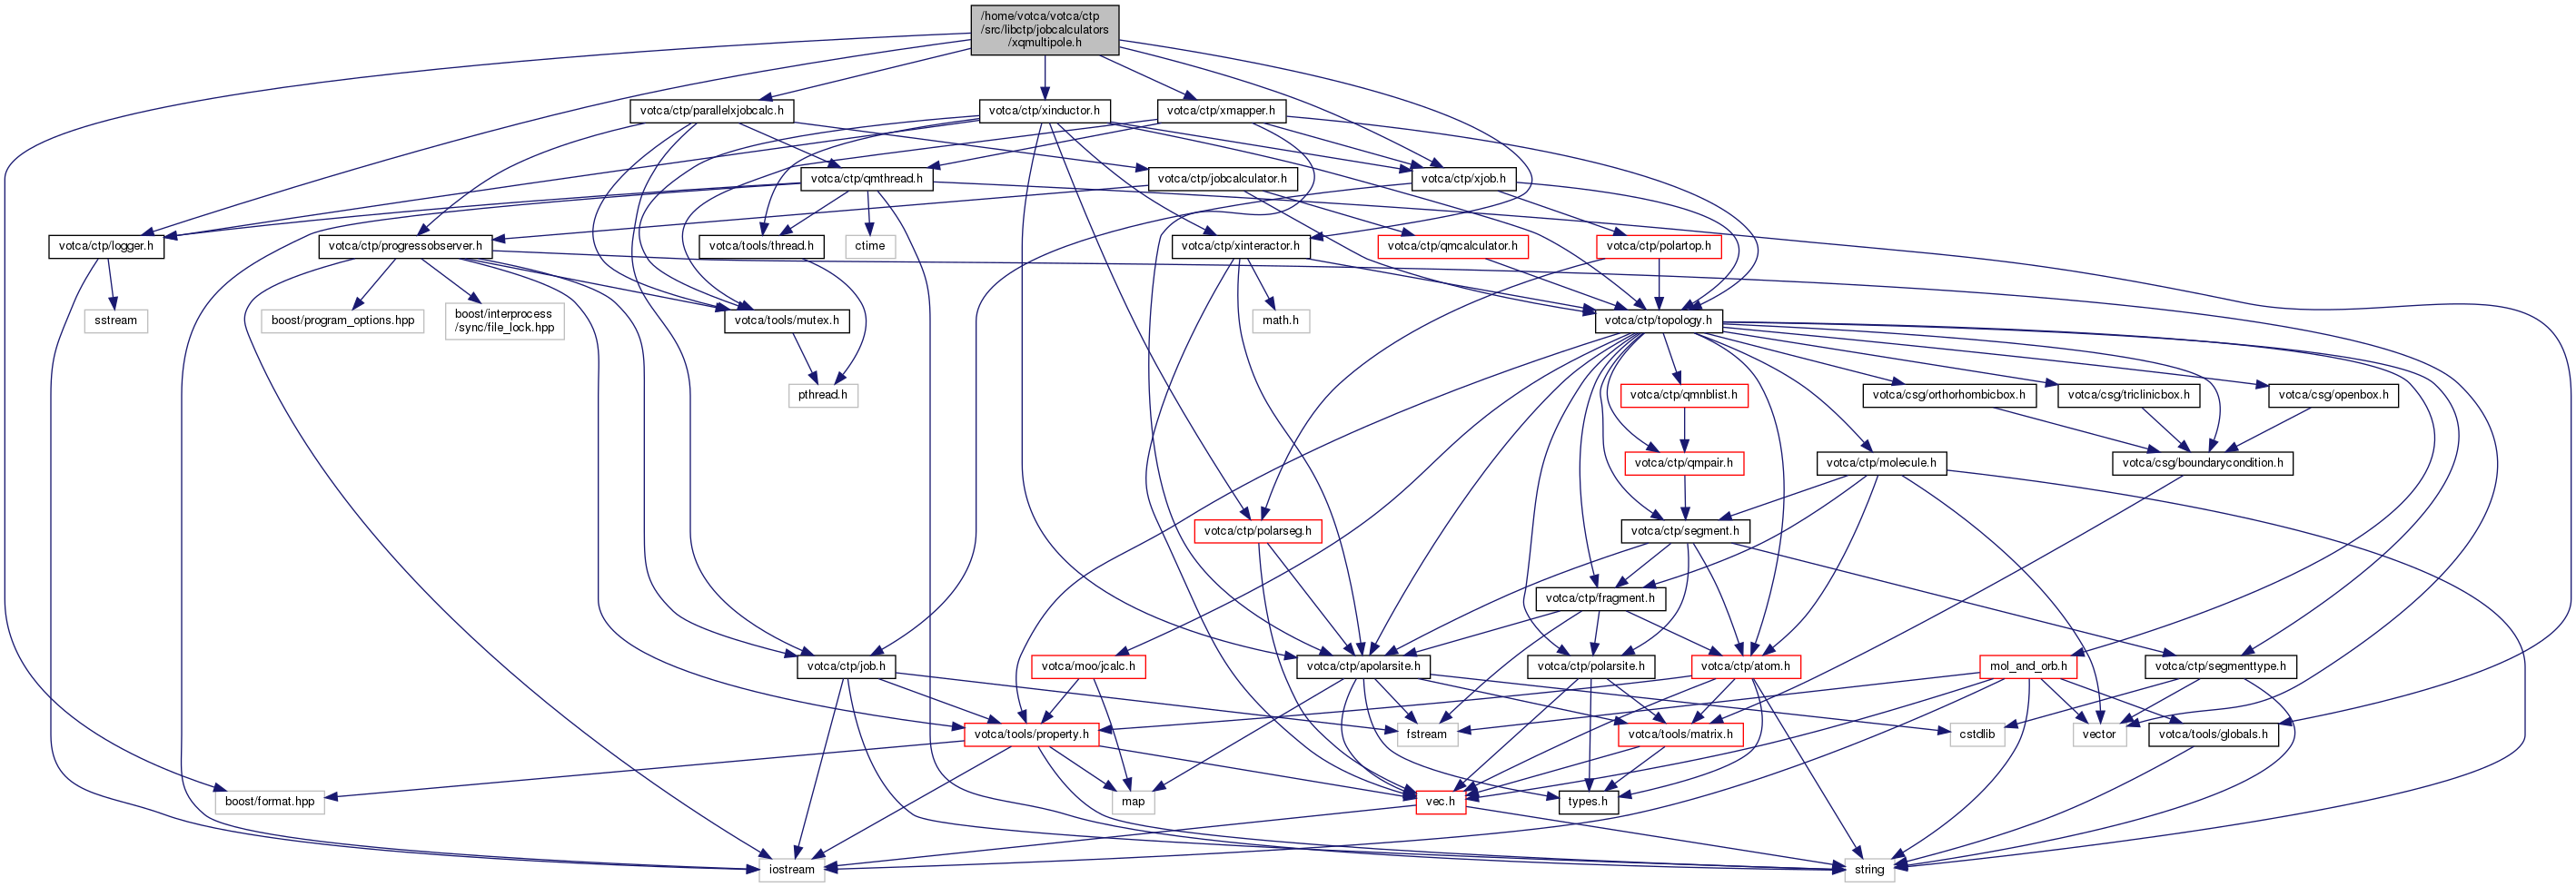 /home/votca/votca/ctp
/src/libctp/jobcalculators
/xqmultipole.h
votca/ctp/parallelxjobcalc.h
votca/ctp/xinductor.h
votca/ctp/xmapper.h
votca/ctp/qmthread.h
votca/ctp/jobcalculator.h
votca/ctp/xjob.h
votca/ctp/logger.h
votca/ctp/progressobserver.h
votca/tools/thread.h
ctime
votca/ctp/xinteractor.h
votca/ctp/qmcalculator.h
votca/ctp/polartop.h
sstream
boost/program_options.hpp
boost/interprocess
/sync/file_lock.hpp
votca/tools/mutex.h
math.h
votca/ctp/topology.h
pthread.h
votca/ctp/qmnblist.h
votca/csg/orthorhombicbox.h
votca/csg/triclinicbox.h
votca/csg/openbox.h
votca/ctp/qmpair.h
votca/ctp/molecule.h
votca/csg/boundarycondition.h
votca/ctp/polarseg.h
votca/ctp/segment.h
votca/ctp/fragment.h
votca/ctp/job.h
votca/moo/jcalc.h
votca/ctp/apolarsite.h
votca/ctp/polarsite.h
votca/ctp/atom.h
mol_and_orb.h
votca/ctp/segmenttype.h
votca/tools/property.h
fstream
votca/tools/matrix.h
cstdlib
vector
votca/tools/globals.h
boost/format.hpp
map
vec.h
types.h
iostream
string